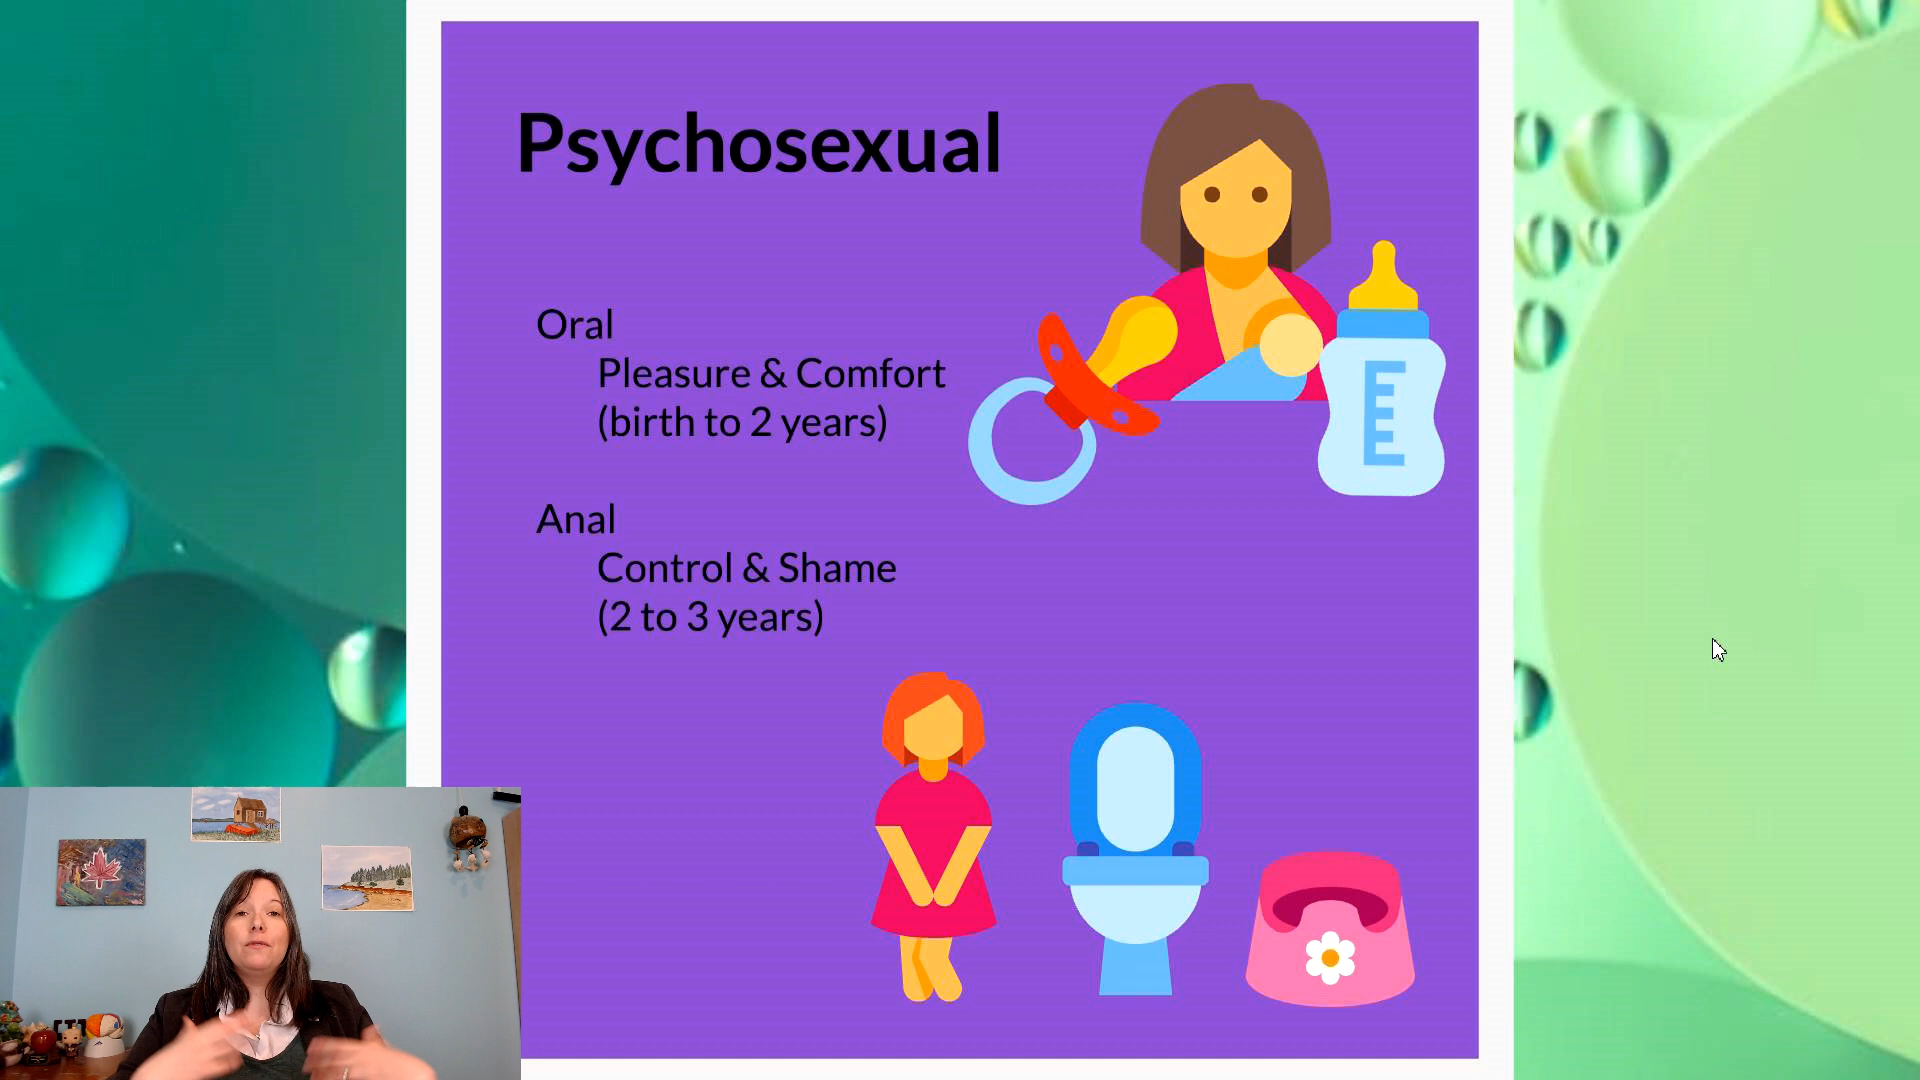 Psychosexual
Oral
Pleasure & Comfort
(birth to 2 years)
Anal
Control & Shame
(2 to 3 years)